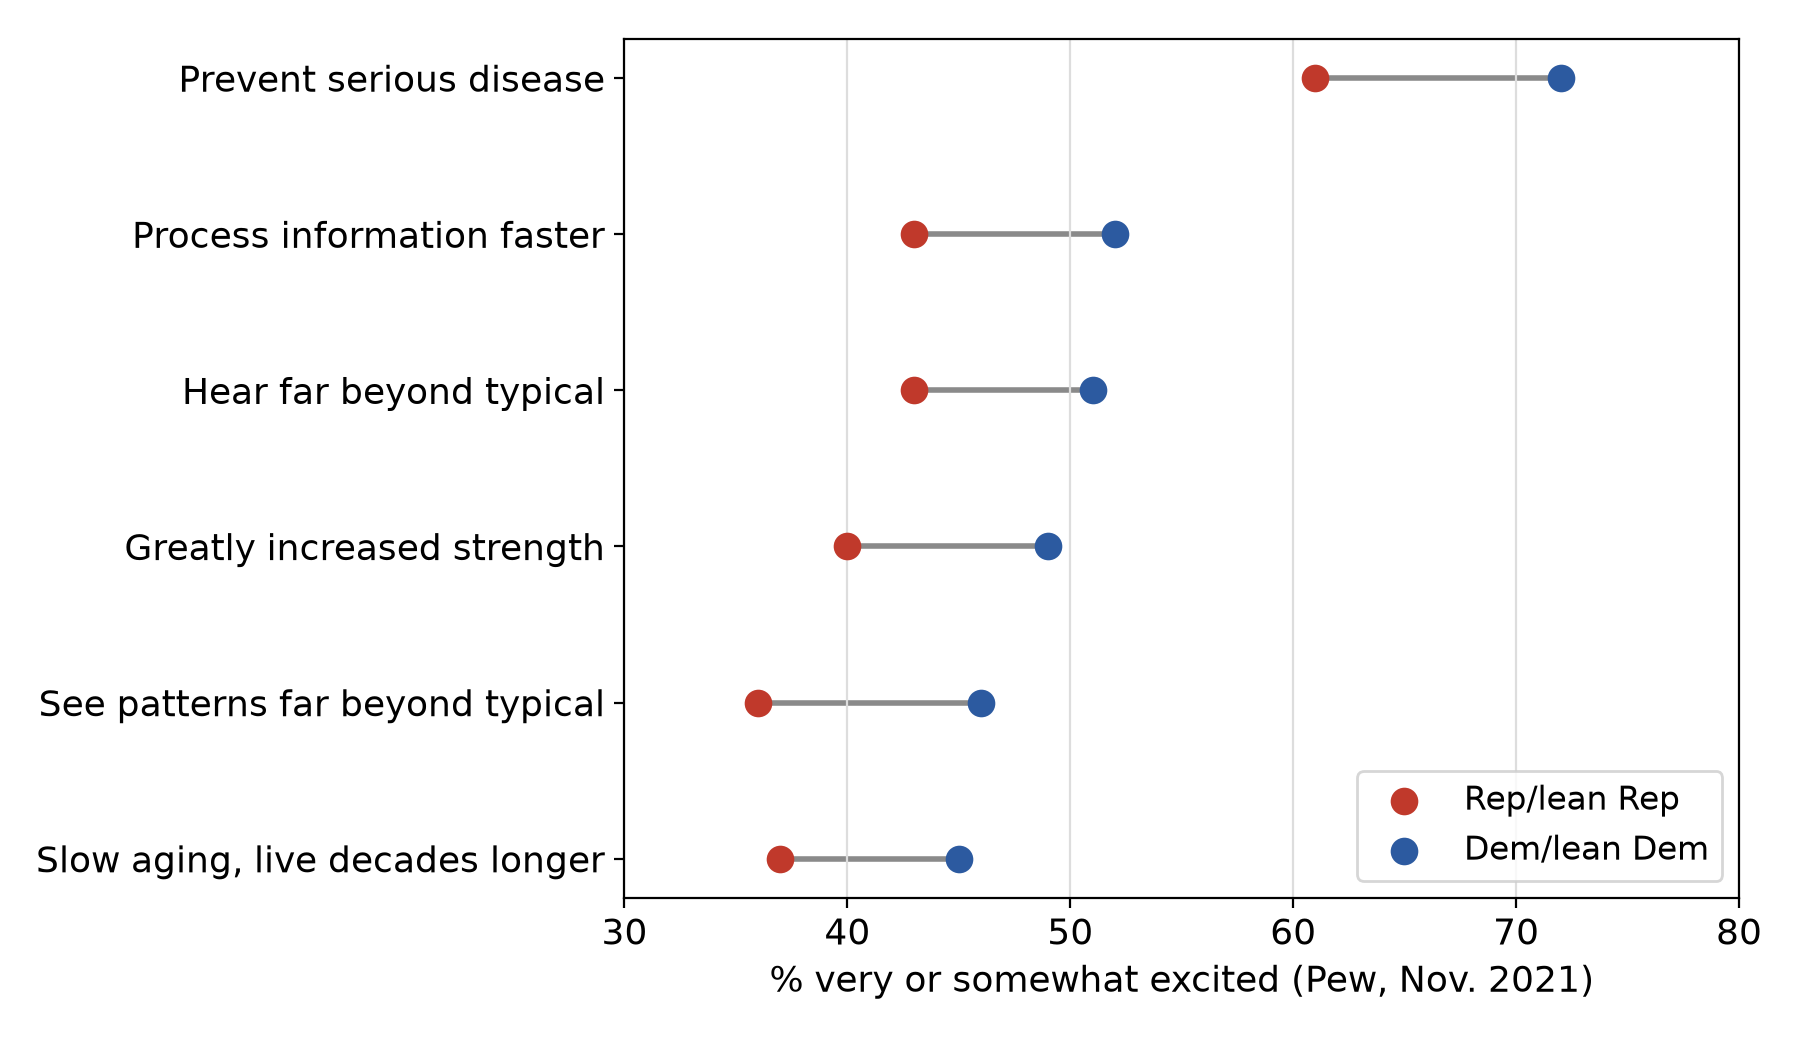 Prevent serious disease
Process information faster
Hear far beyond typical
Greatly increased strength
See patterns far beyond typical
Slow aging, live decades longer
Rep/lean Rep
Dem/lean Dem
30 40 50 60 70 80
% very or somewhat excited (Pew, Nov. 2021)